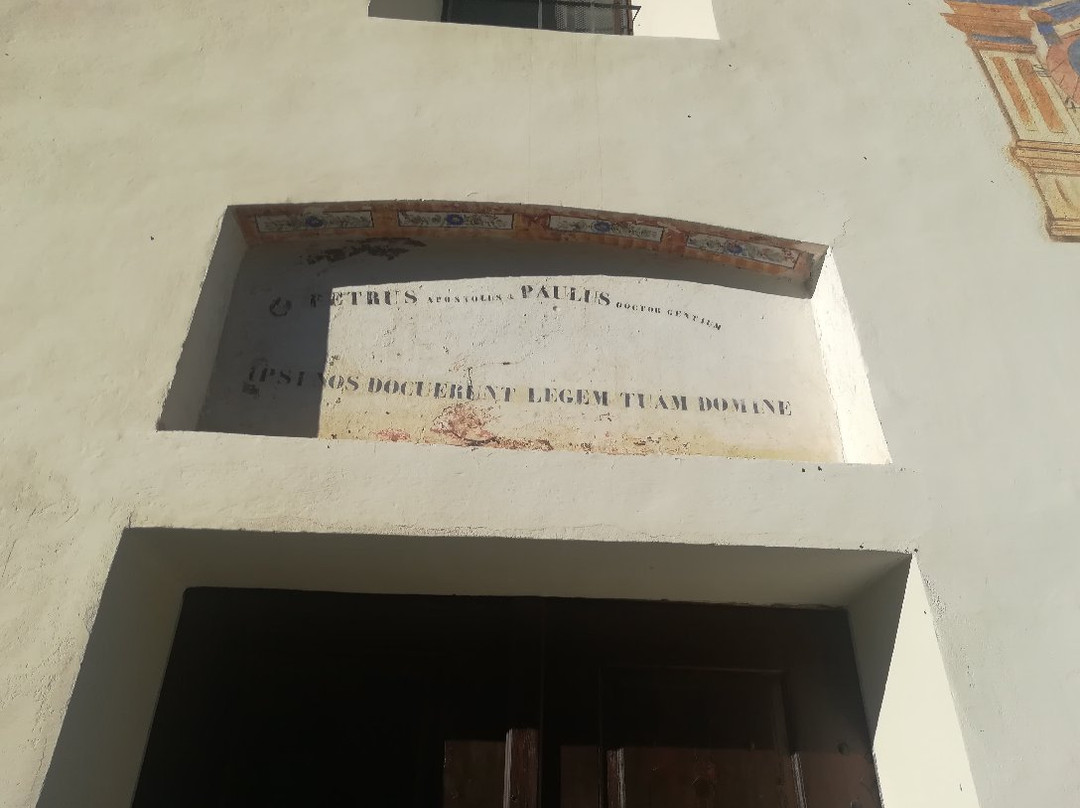 PETRUS APOSTOLUS & PAULUS DOCTOR GENTIUM
IPSI NOS DOCUERUNT LEGEM TUAM DOMINE